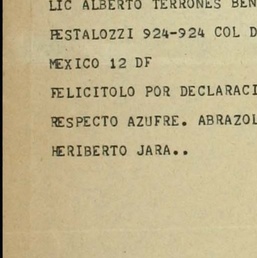 LIC ALBERTO TERRONES BEN
PESTALOZZI 924-924 COL D
MEXICO 12 DF
FELICITOLO POR DECLARACI
RESPECTO AZUFRE. ABRAZOL
HERIBERTO JARA..